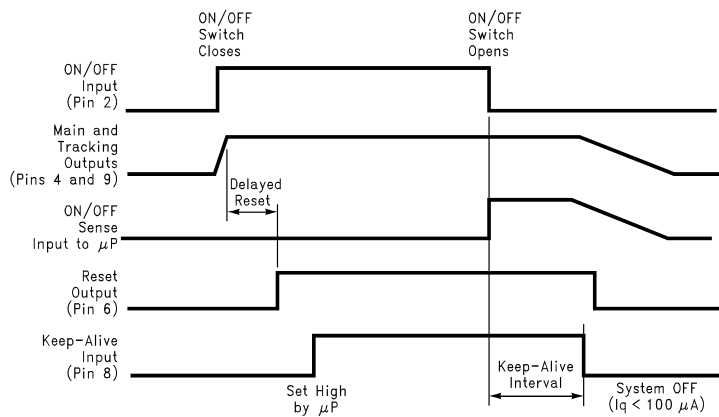 ON/OFF
Switch
Closes
ON/OFF
Switch
Opens
ON/OFF
Input
(Pin 2)
Main and
Tracking
Outputs
(Pins 4 and 9)
Delayed
Reset
ON/OFF
Sense
Input to μP
Reset
Output
(Pin 6)
Keep-Alive
Input
(Pin 8)
Set High
by μP
Keep-Alive
Interval
System OFF
(Iq < 100 μA)